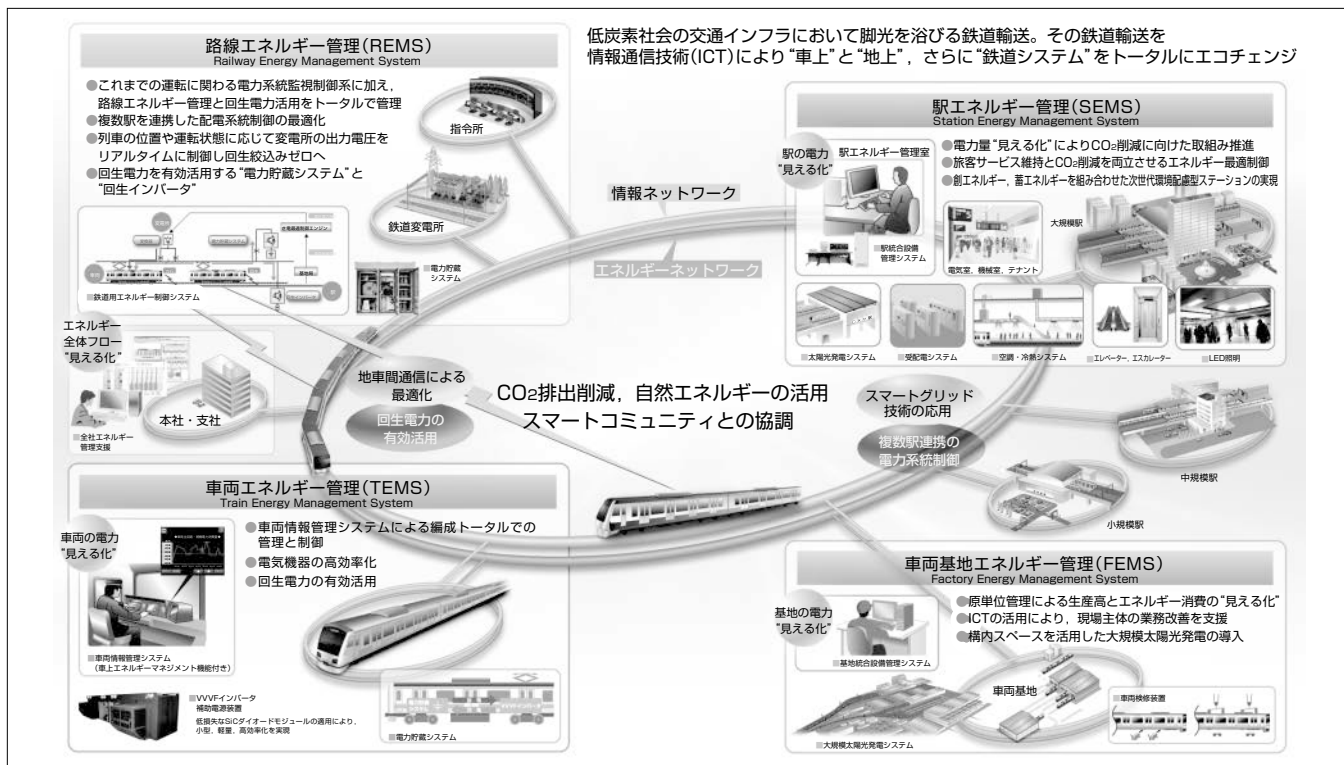 低炭素社会の交通インフラにおいて脚光を浴びる鉄道輸送。その鉄道輸送を
情報通信技術(ICT)により“車上”と“地上”，さらに“鉄道システム”をトータルにエコチェンジ
路線エネルギー管理(REMS)
Railway Energy Management System
●これまでの運転に関わる電力系統監視制御系に加え，
路線エネルギー管理と回生電力活用をトータルで管理
●複数駅を連携した配電系統制御の最適化
●列車の位置や運転状態に応じて変電所の出力電圧を
リアルタイムに制御し回生絞込みゼロへ
●回生電力を有効活用する“電力貯蔵システム”と
“回生インバータ”
指令所
鉄道変電所
■電力貯蔵
システム
■鉄道用エネルギー制御システム
情報ネットワーク
エネルギーネットワーク
駅エネルギー管理(SEMS)
Station Energy Management System
駅の電力
“見える化”
駅エネルギー管理室
●電力量“見える化”によりCO2削減に向けた取組み推進
●旅客サービス維持とCO2削減を両立させるエネルギー最適制御
●創エネルギー，蓄エネルギーを組み合わせた次世代環境配慮型ステーションの実現
■駅統合設備
管理システム
電気室，機械室，テナント
大規模駅
■太陽光発電システム
■受配電システム
■空調・冷熱システム
■エレベーター，エスカレーター
■LED照明
エネルギー
全体フロー
“見える化”
本社・支社
■全社エネルギー
管理支援
地車間通信による
最適化
回生電力の
有効活用
CO2排出削減，自然エネルギーの活用
スマートコミュニティとの協調
スマートグリッド
技術の応用
複数駅連携の
電力系統制御
中規模駅
小規模駅
車両エネルギー管理(TEMS)
Train Energy Management System
車両の電力
“見える化”
●車両情報管理システムによる編成トータルでの
管理と制御
●電気機器の高効率化
●回生電力の有効活用
■車両情報管理システム
(車上エネルギーマネジメント機能付き)
■VVVFインバータ
補助電源装置
低損失なSiCダイオードモジュールの適用により，
小型，軽量，高効率化を実現
■電力貯蔵システム
車両基地エネルギー管理(FEMS)
Factory Energy Management System
基地の電力
“見える化”
●原単位管理による生産高とエネルギー消費の“見える化”
●ICTの活用により，現場主体の業務改善を支援
●構内スペースを活用した大規模太陽光発電の導入
■基地統合設備管理システム
車両基地
■車両検修装置
■大規模太陽光発電システム